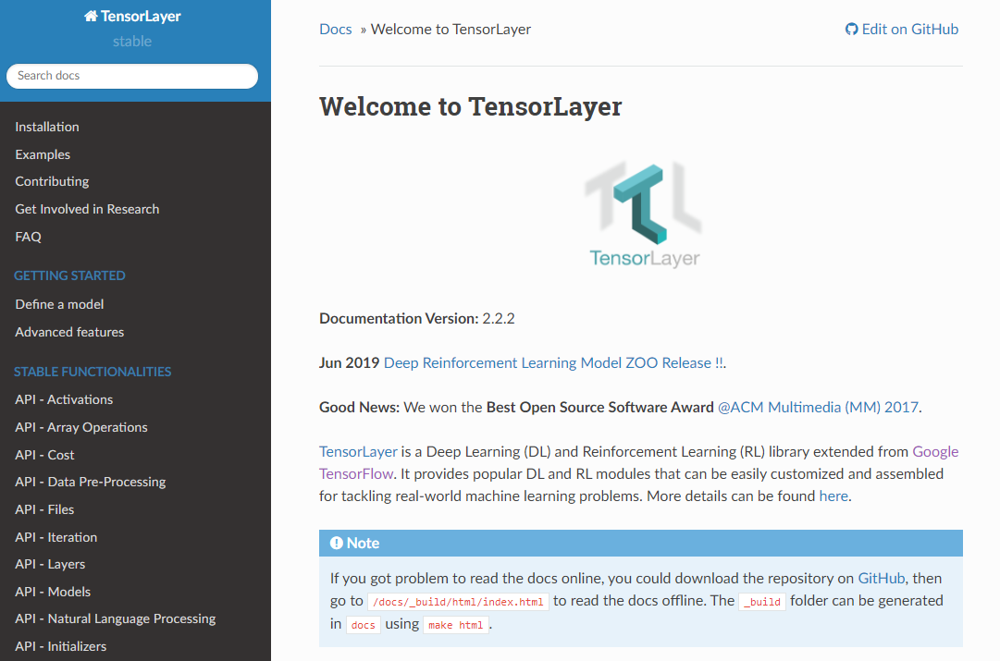 TensorLayer
stable
Search docs
Installation
Examples
Contributing
Get Involved in Research
FAQ
GETTING STARTED
Define a model
Advanced features
STABLE FUNCTIONALITIES
API - Activations
API - Array Operations
API - Cost
API - Data Pre-Processing
API - Files
API - Iteration
API - Layers
API - Models
API - Natural Language Processing
API - Initializers
Docs » Welcome to TensorLayer
Edit on GitHub
Welcome to TensorLayer
TensorLayer
Documentation Version: 2.2.2
Jun 2019 Deep Reinforcement Learning Model ZOO Release !!.
Good News: We won the Best Open Source Software Award @ACM Multimedia (MM) 2017.
TensorLayer is a Deep Learning (DL) and Reinforcement Learning (RL) library extended from Google
TensorFlow. It provides popular DL and RL modules that can be easily customized and assembled
for tackling real-world machine learning problems. More details can be found here.
Note
If you got problem to read the docs online, you could download the repository on GitHub, then
go to /docs/_build/html/index.html to read the docs offline. The _build folder can be generated
in docs using make html.